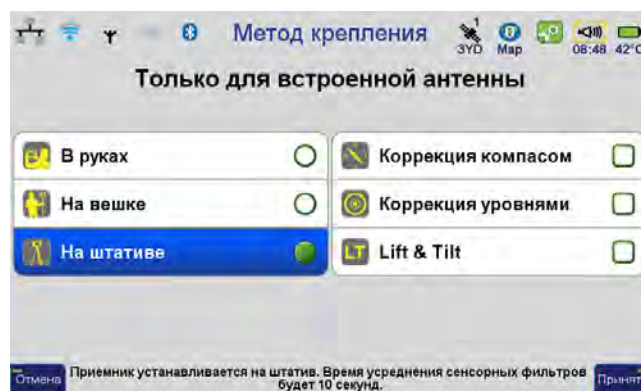 Метод крепления
1
3YD
Map
08:48
42°C
Только для встроенной антенны
В руках
Коррекция компасом
На вешке
Коррекция уровнями
На штативе
LT Lift & Tilt
Отмена
Приемник устанавливается на штатив. Время усреднения сенсорных фильтров
будет 10 секунд.